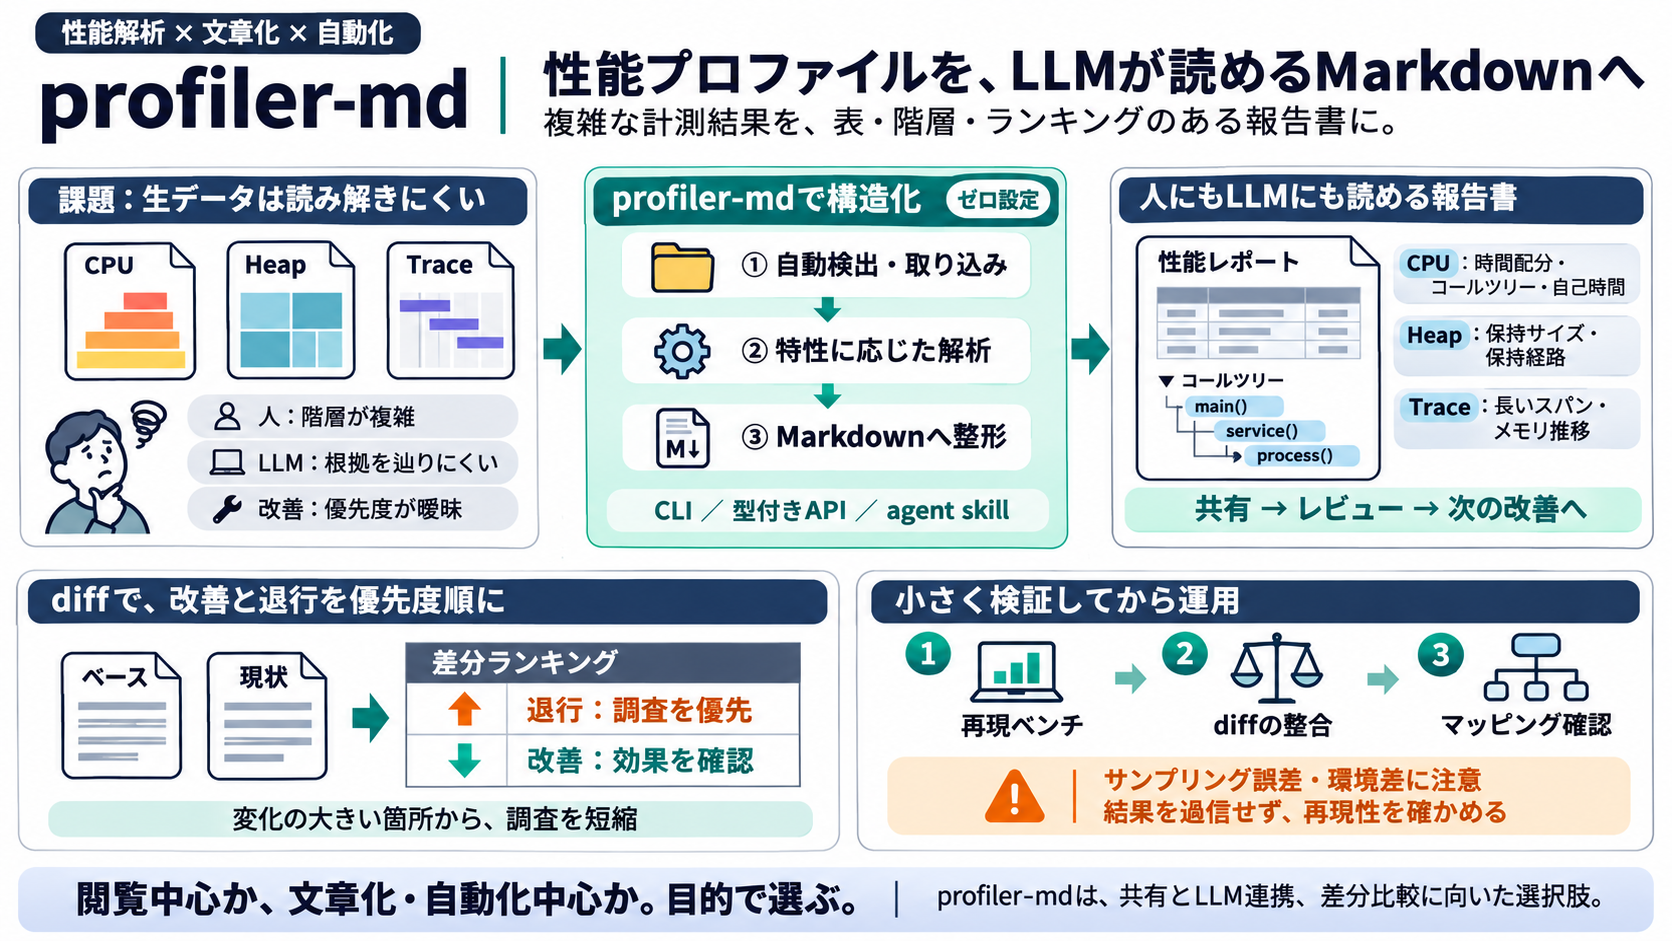 性能解析 × 文章化 × 自動化
profiler-md
性能プロファイルを、LLMが読めるMarkdownへ
複雑な計測結果を、表・階層・ランキングのある報告書に。
課題：生データは読み解きにくい
CPU
Heap
Trace
人：階層が複雑
LLM：根拠を辿りにくい
改善：優先度が曖昧
profiler-mdで構造化
ゼロ設定
① 自動検出・取り込み
② 特性に応じた解析
M↓
③ Markdownへ整形
CLI ／ 型付きAPI ／ agent skill
人にもLLMにも読める報告書
性能レポート
▼ コールツリー
main()
service()
process()
CPU：時間配分・
コールツリー・自己時間
Heap：保持サイズ・
保持経路
Trace：長いスパン・
メモリ推移
共有 → レビュー → 次の改善へ
diffで、改善と退行を優先度順に
ベース
現状
差分ランキング
退行：調査を優先
改善：効果を確認
変化の大きい箇所から、調査を短縮
小さく検証してから運用
1
再現ベンチ
2
diffの整合
3
マッピング確認
サンプリング誤差・環境差に注意
結果を過信せず、再現性を確かめる
閲覧中心か、文章化・自動化中心か。目的で選ぶ。
profiler-mdは、共有とLLM連携、差分比較に向いた選択肢。